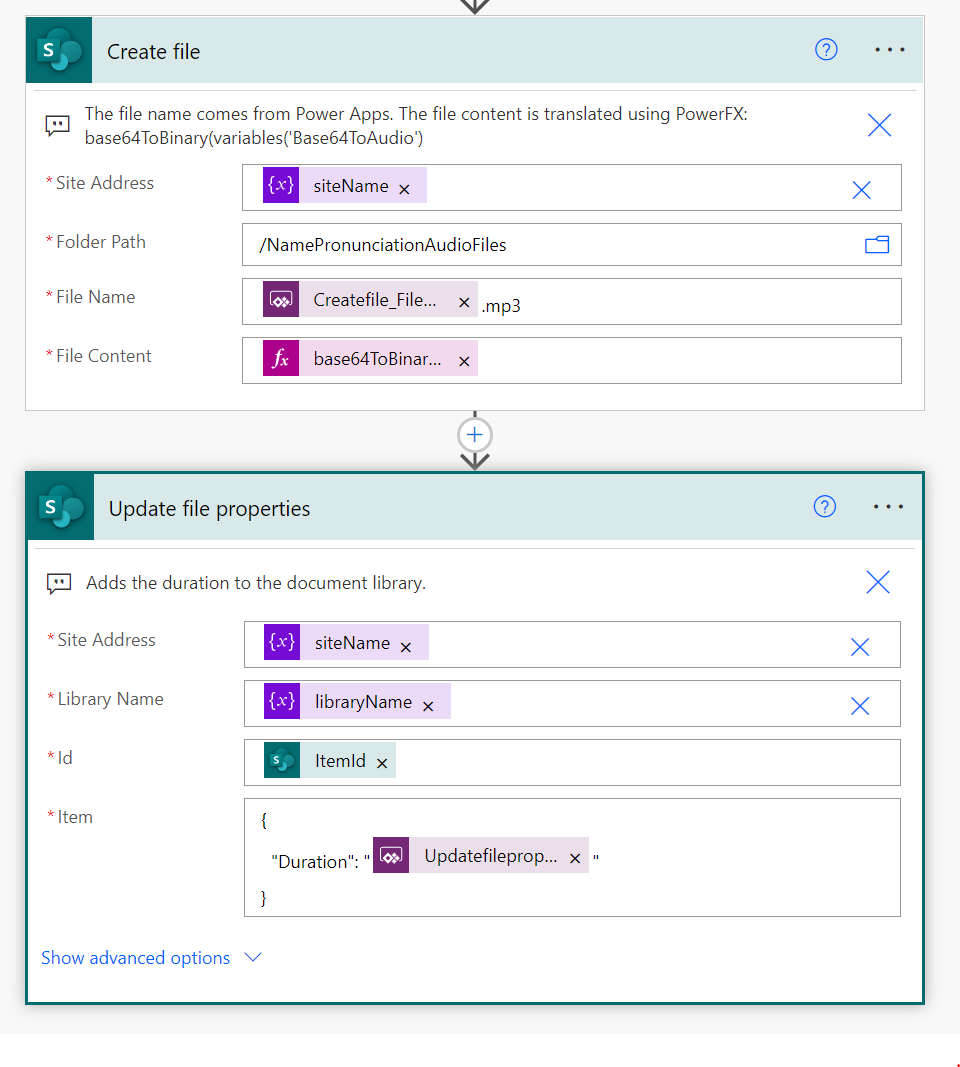 Create file
The file name comes from Power Apps. The file content is translated using PowerFX:
base64ToBinary(variables('Base64ToAudio')
* Site Address
{x} siteName ×
* Folder Path
/NamePronunciationAudioFiles
* File Name
Createfile_File... × .mp3
* File Content
fx base64ToBinar... ×
Update file properties
Adds the duration to the document library.
* Site Address
{x} siteName ×
* Library Name
{x} libraryName ×
* Id
S ItemId ×
* Item
{
"Duration": " Updatefileprop... × "
}
Show advanced options